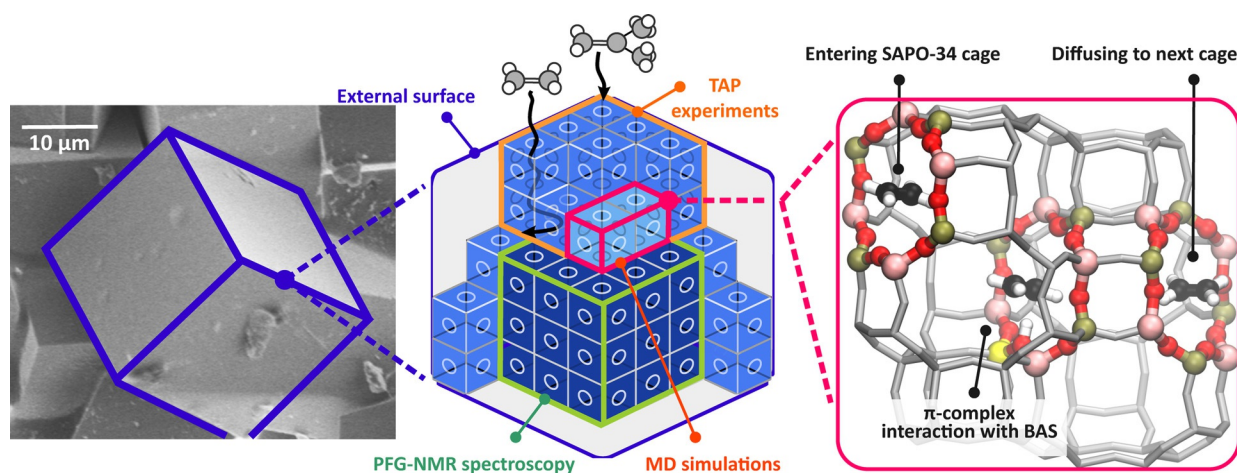 10 μm
External surface
TAP
experiments
PFG-NMR spectroscopy
MD simulations
Entering SAPO-34 cage
Diffusing to next cage
π-complex
interaction with BAS